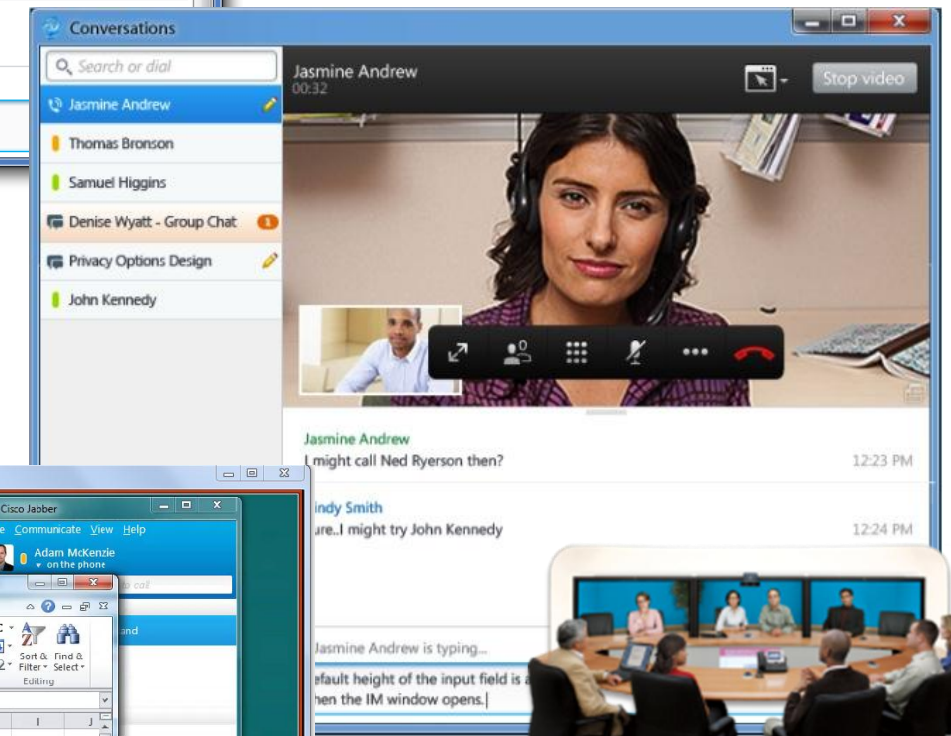 Conversations
Search or dial
Jasmine Andrew
Thomas Bronson
Samuel Higgins
Denise Wyatt - Group Chat 1
Privacy Options Design
John Kennedy
Jasmine Andrew
00:32
Stop video
0
Jasmine Andrew
I might call Ned Ryerson then? 12:23 PM
indy Smith
ure..I might try John Kennedy 12:24 PM
Jasmine Andrew is typing...
efault height of the input field is
hen the IM window opens.
Cisco Jabber
Communicate View Help
Adam McKenzie
on the phone
to call
and
Sort & Find &
Filter Select
Editing
I J